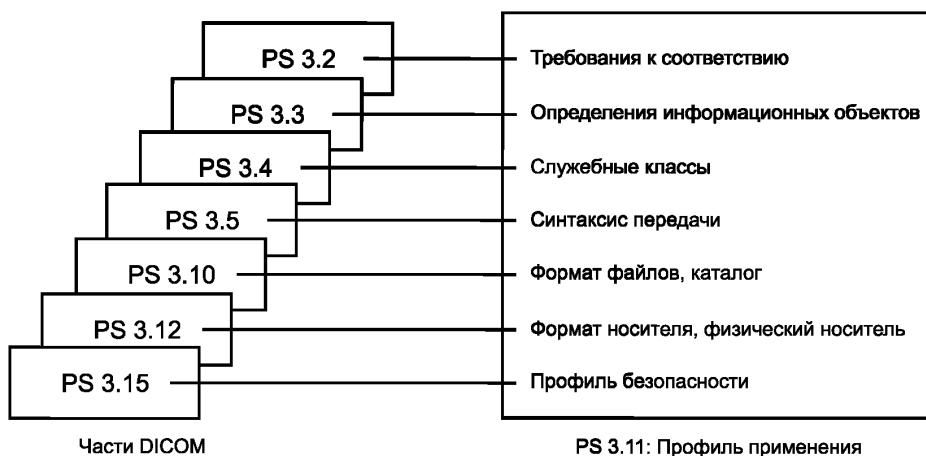 PS 3.2 Требования к соответствию
PS 3.3 Определения информационных объектов
PS 3.4 Служебные классы
PS 3.5 Синтаксис передачи
PS 3.10 Формат файлов, каталог
PS 3.12 Формат носителя, физический носитель
PS 3.15 Профиль безопасности
Части DICOM PS 3.11: Профиль применения